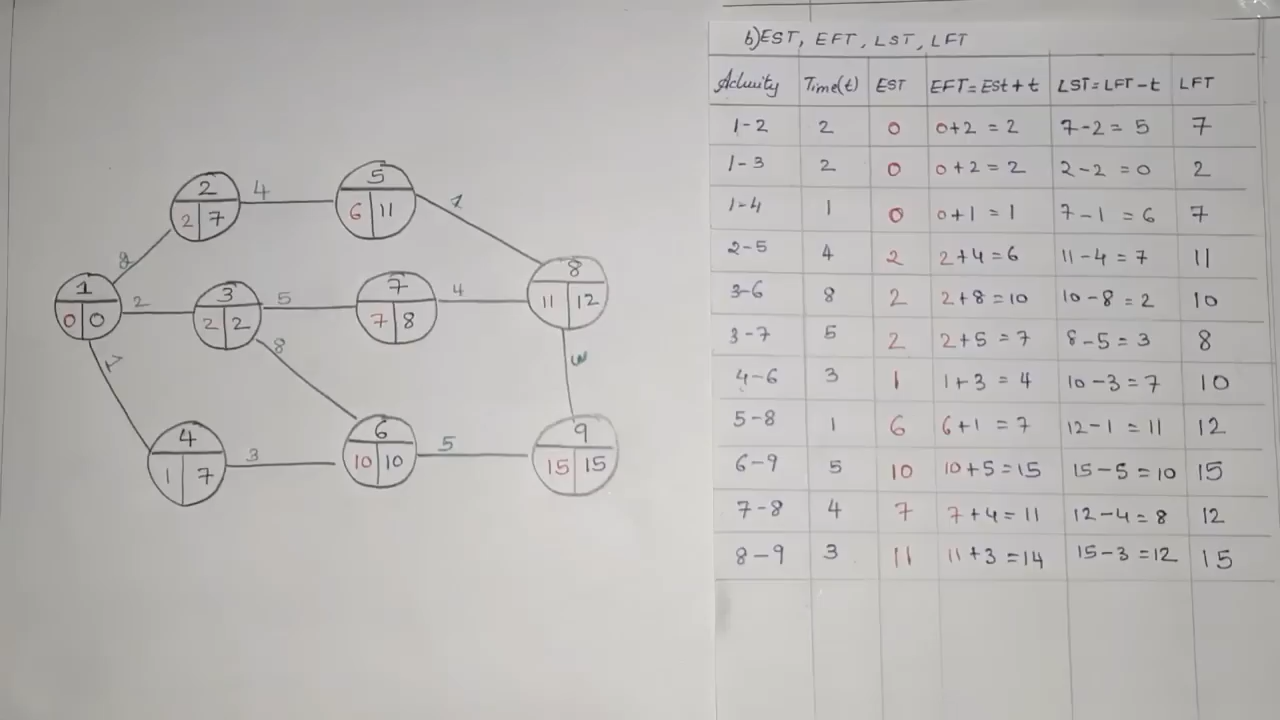 2
2 7
4
5
6 11
1
8
11 12
2
1
0 0
2
3
2 2
5
7
7 8
4
8
3
1
4
1 7
3
6
10 10
5
9
15 15
b)EST, EFT, LST, LFT
Activity Time(t) EST EFT=Est+t LST=LFT-t LFT
1-2 2 0 0+2 = 2 7-2 = 5 7
1-3 2 0 0+2 = 2 2-2 = 0 2
1-4 1 0 0+1 = 1 7-1 = 6 7
2-5 4 2 2+4 = 6 11-4 = 7 11
3-6 8 2 2+8 = 10 10-8 = 2 10
3-7 5 2 2+5 = 7 8-5 = 3 8
4-6 3 1 1+3 = 4 10-3 = 7 10
5-8 1 6 6+1 = 7 12-1 = 11 12
6-9 5 10 10+5 = 15 15-5 = 10 15
7-8 4 7 7+4 = 11 12-4 = 8 12
8-9 3 11 11+3 = 14 15-3 = 12 15